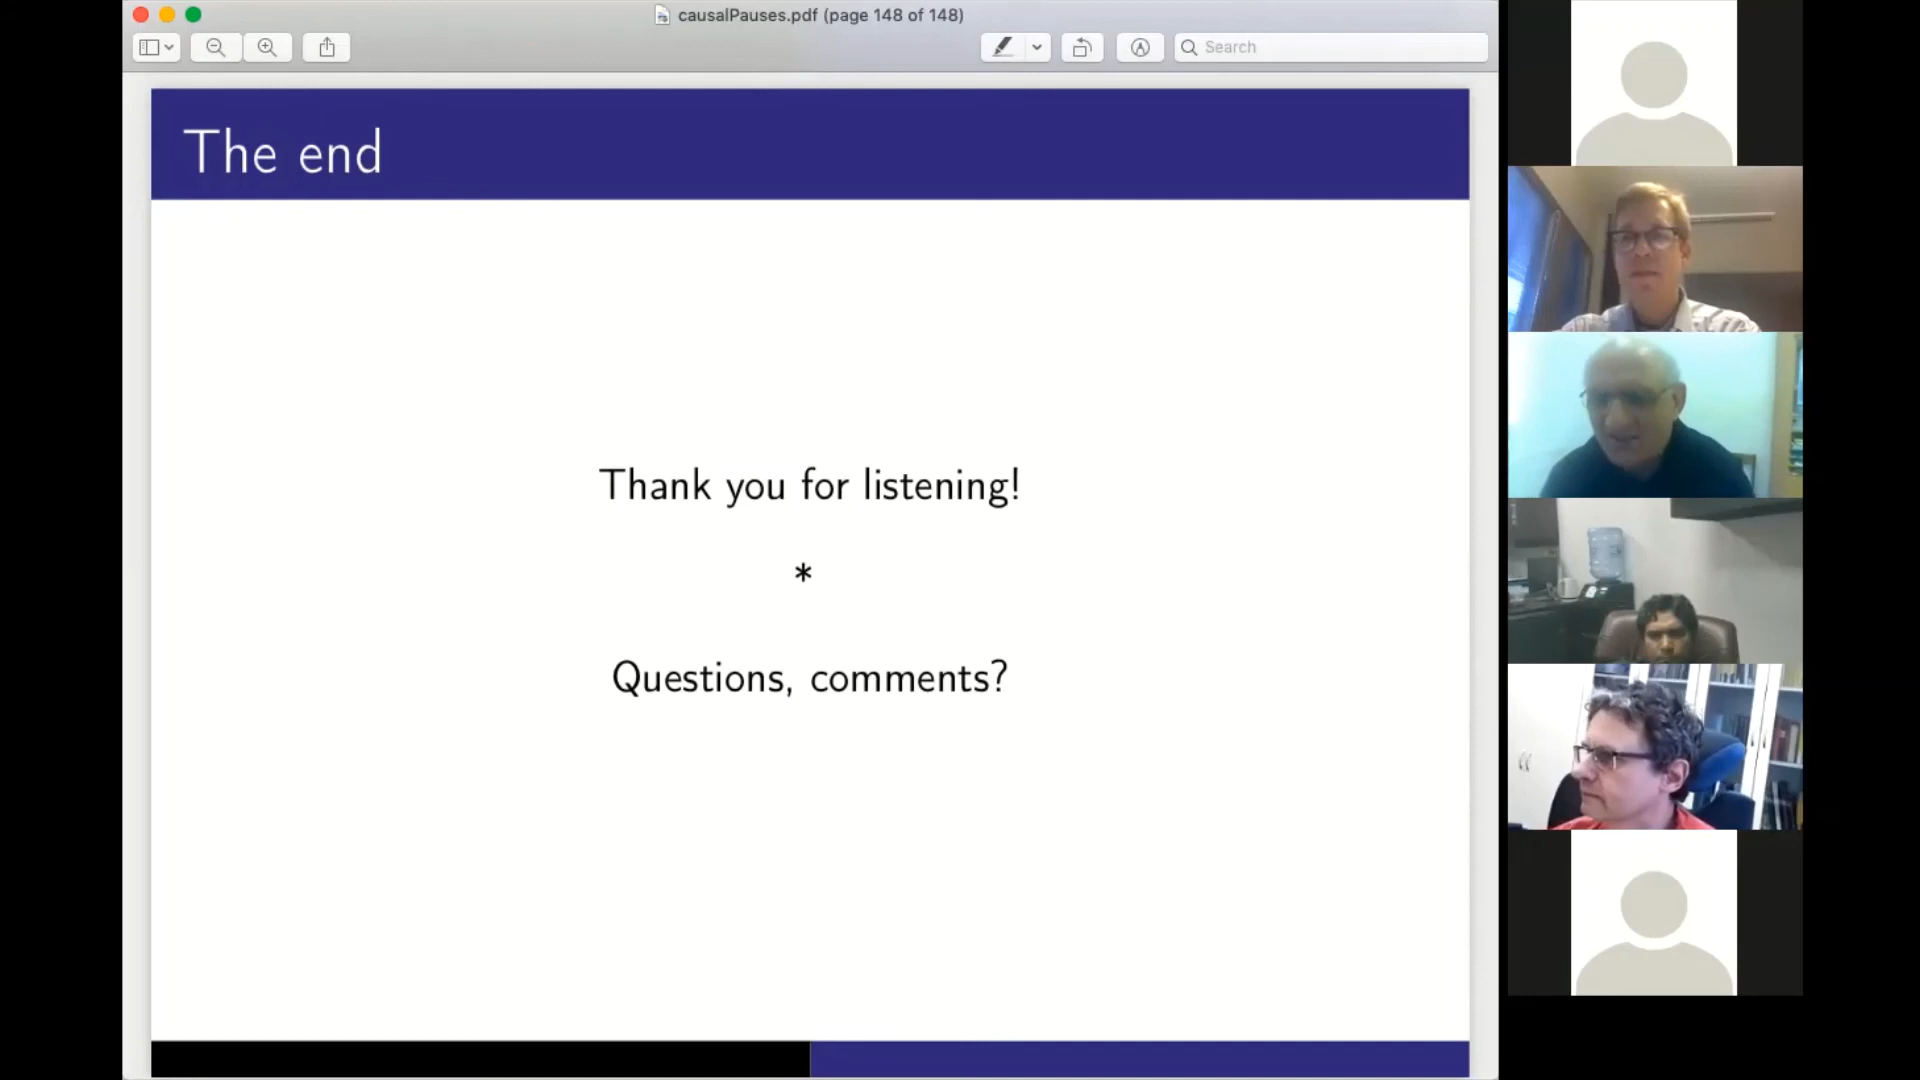 causalPauses.pdf (page 148 of 148)
Search
The end
Thank you for listening!
*
Questions, comments?